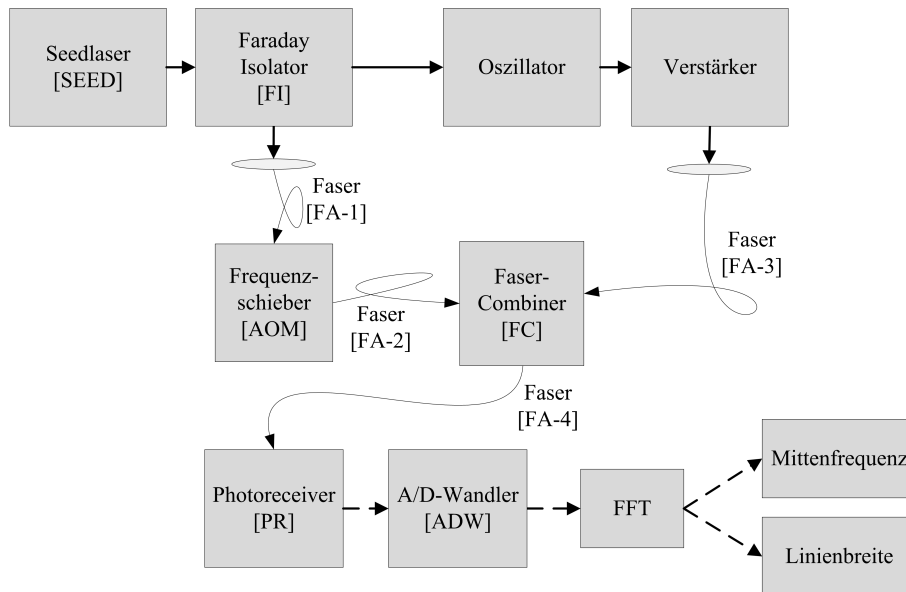 Seedlaser
[SEED]
Faraday
Isolator
[FI]
Oszillator
Verstärker
Faser
[FA-1]
Faser
[FA-3]
Frequenz-
schieber
[AOM]
Faser
[FA-2]
Faser-
Combiner
[FC]
Faser
[FA-4]
Photoreceiver
[PR]
A/D-Wandler
[ADW]
FFT
Mittenfrequenz
Linienbreite